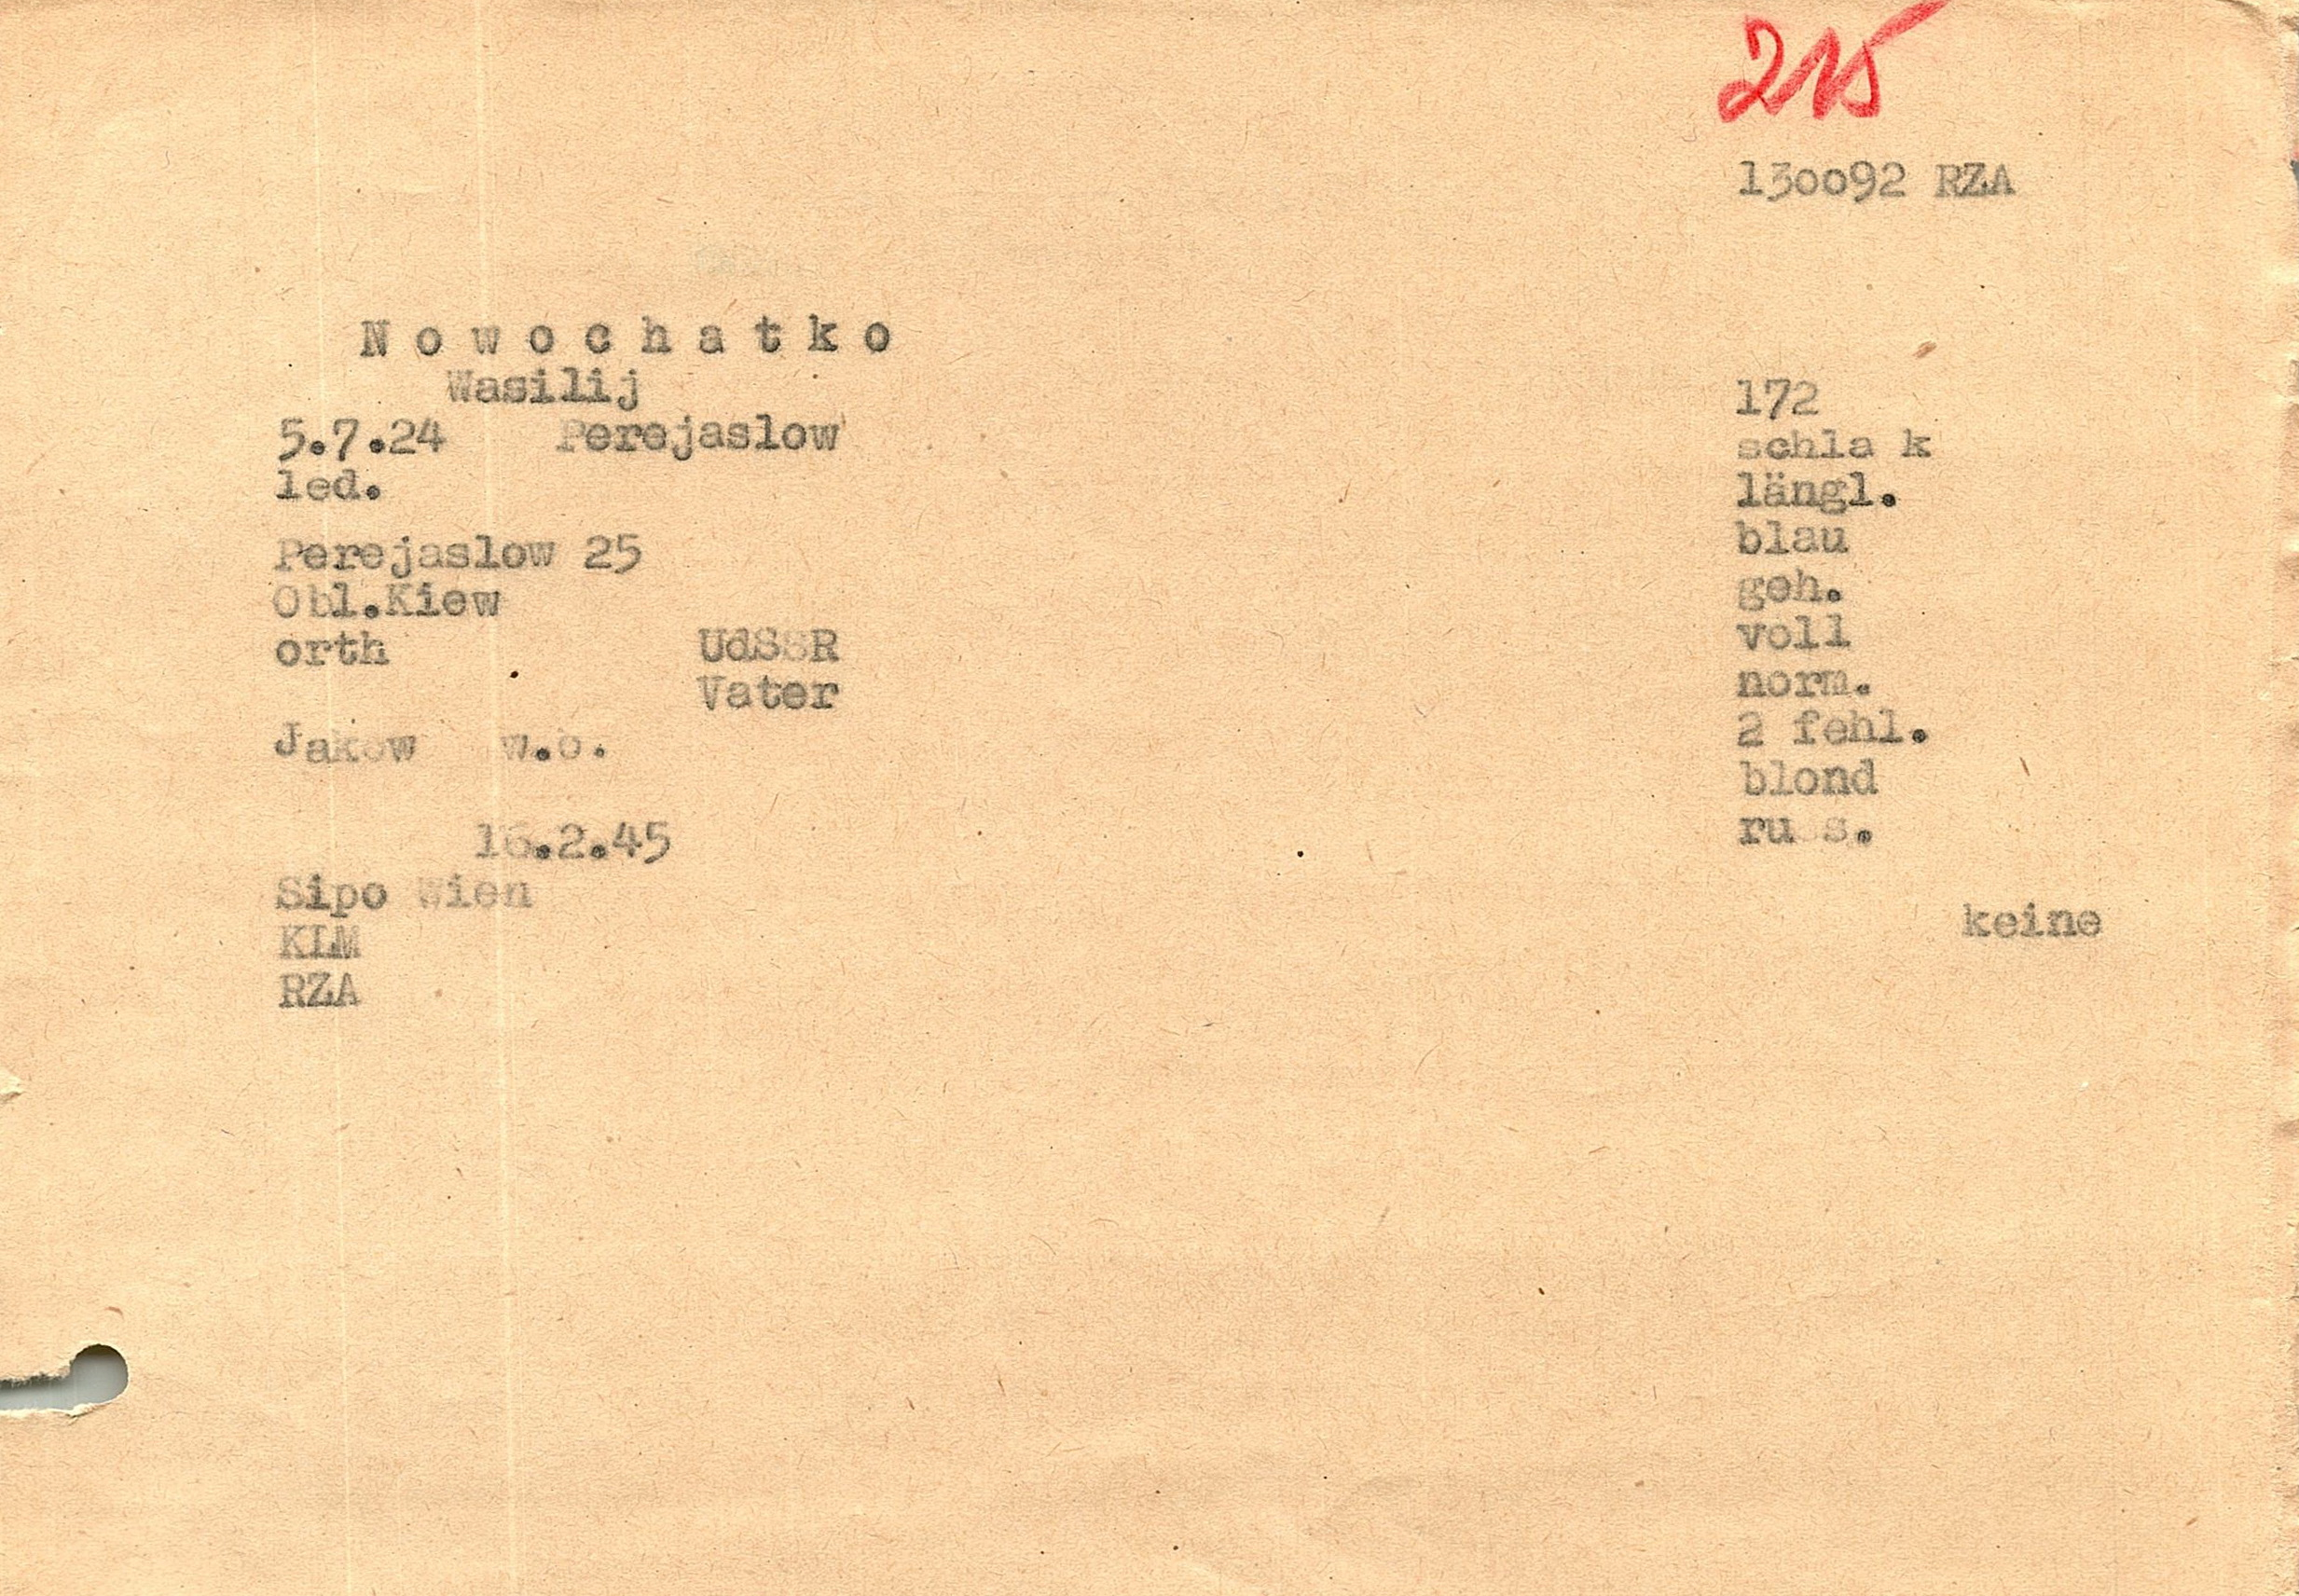 215
130092 RZA
Nowochatko
Wasilij
5.7.24 Perejaslow
led.
Perejaslow 25
Obl.Kiew
orth UdSSR
Vater
Jakow w.o.
16.2.45
Sipo Wien
KLM
RZA
172
schla k
längl.
blau
geh.
voll
norm.
2 fehl.
blond
russ.
keine